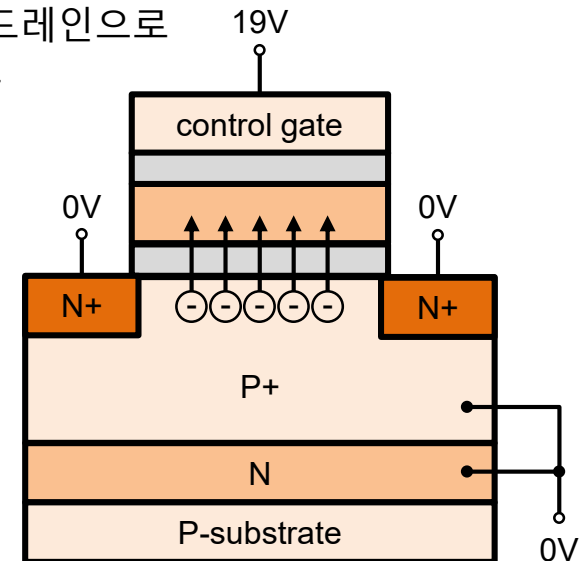 드레인으로
19V
control gate
0V
0V
N+
- - - - -
N+
P+
N
P-substrate
0V